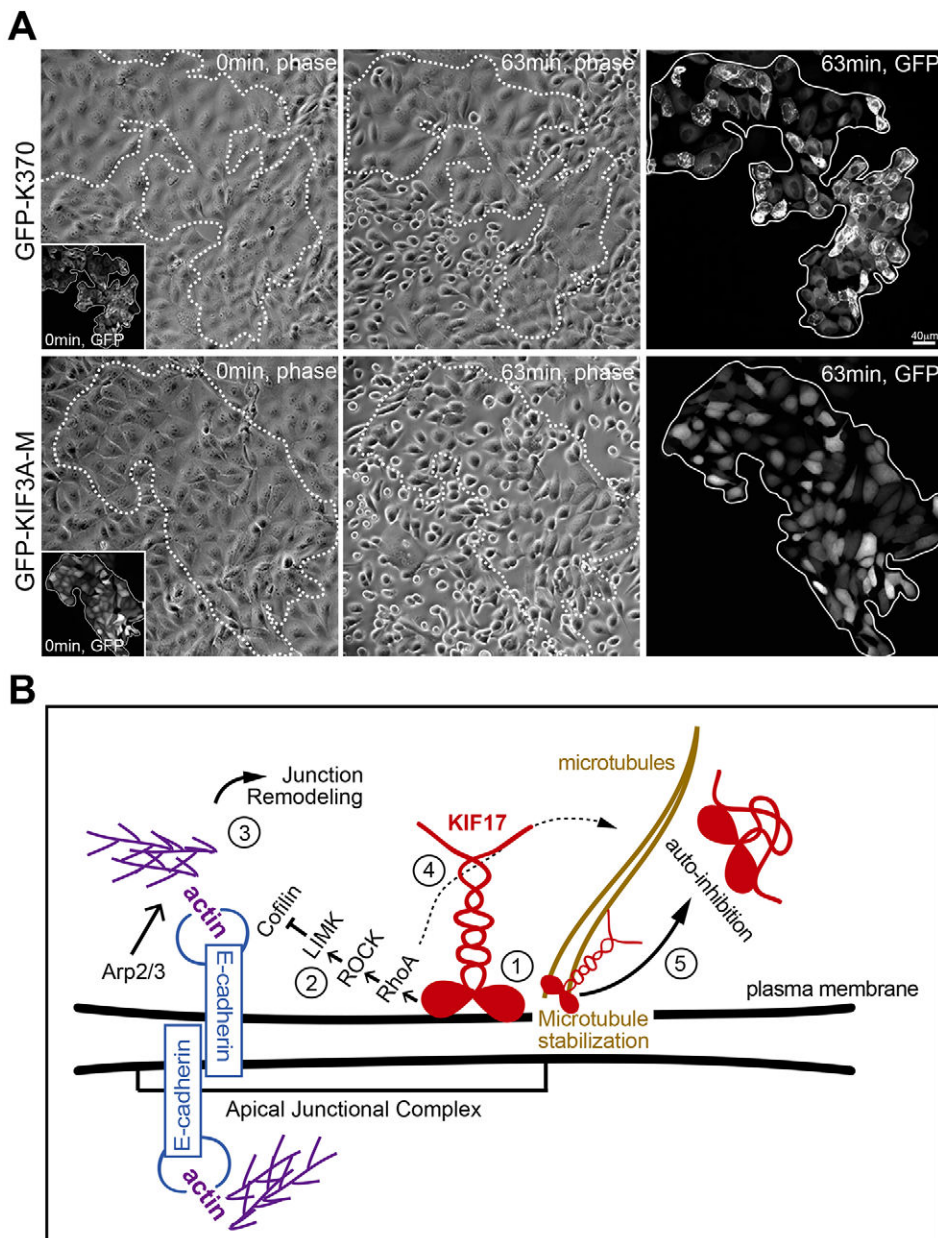 A
GFP-K370
0min, phase
63min, phase
63min, GFP
0min, GFP
40μm
GFP-KIF3A-M
0min, phase
63min, phase
63min, GFP
0min, GFP
B
Junction
Remodeling
3
microtubules
KIF17
4
auto-inhibition
actin
Cofilin
LIMK
ROCK
RhoA
2
1
5
Arp2/3
E-cadherin
plasma membrane
Microtubule
stabilization
E-cadherin
Apical Junctional Complex
actin